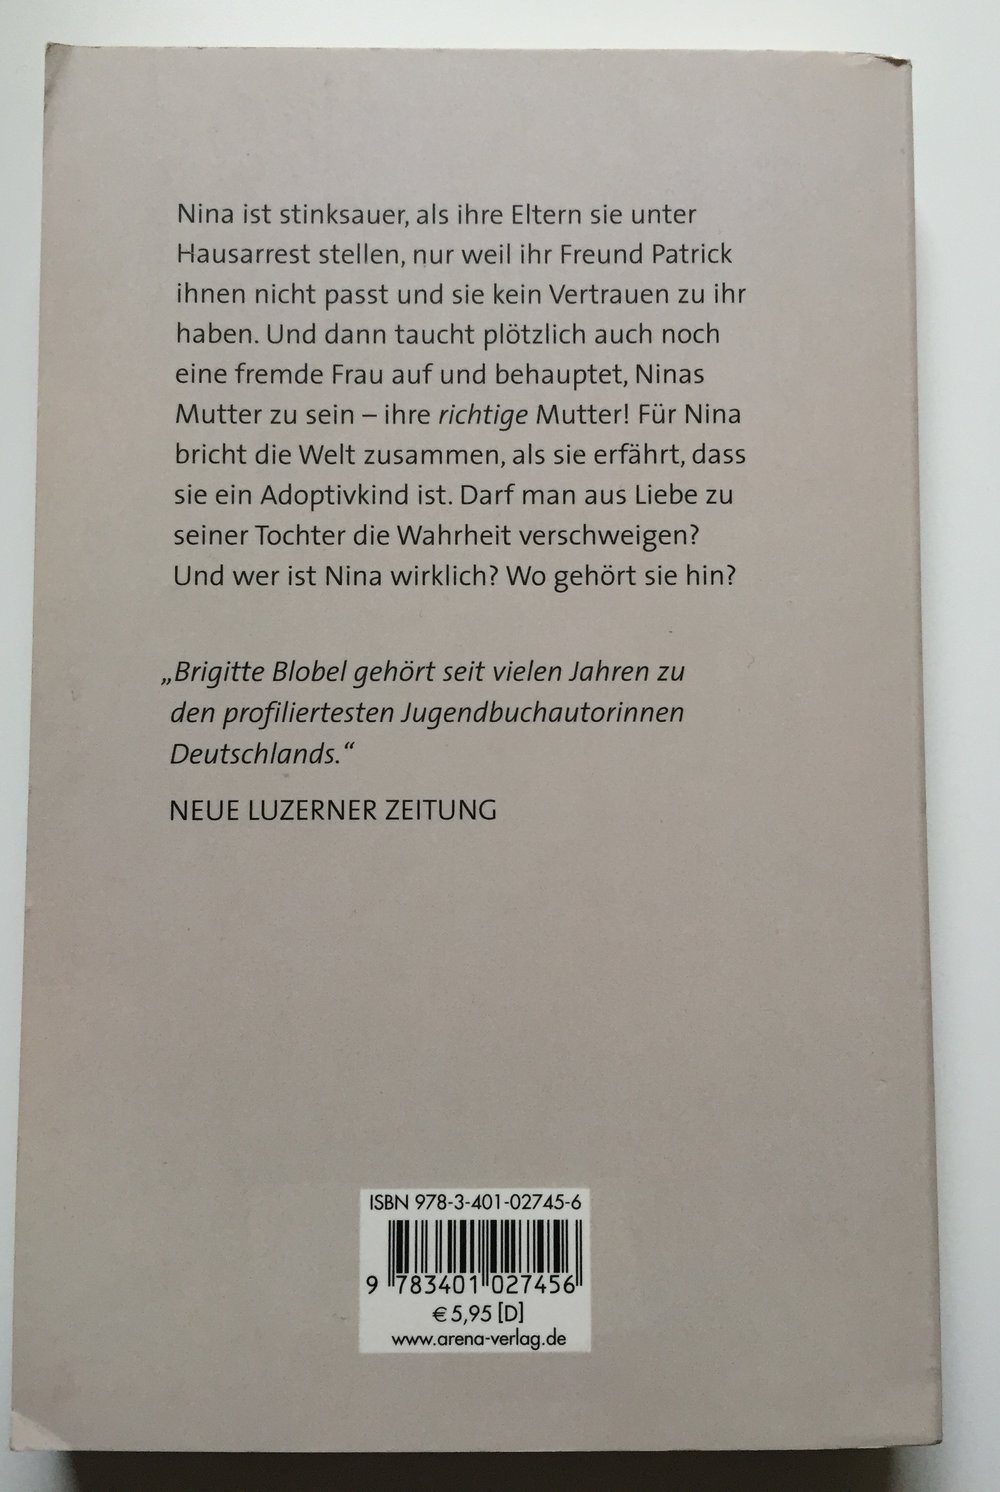 Nina ist stinksauer, als ihre Eltern sie unter
Hausarrest stellen, nur weil ihr Freund Patrick
ihnen nicht passt und sie kein Vertrauen zu ihr
haben. Und dann taucht plötzlich auch noch
eine fremde Frau auf und behauptet, Ninas
Mutter zu sein – ihre richtige Mutter! Für Nina
bricht die Welt zusammen, als sie erfährt, dass
sie ein Adoptivkind ist. Darf man aus Liebe zu
seiner Tochter die Wahrheit verschweigen?
Und wer ist Nina wirklich? Wo gehört sie hin?
„Brigitte Blobel gehört seit vielen Jahren zu
den profiliertesten Jugendbuchautorinnen
Deutschlands.“
NEUE LUZERNER ZEITUNG
ISBN 978-3-401-02745-6
9 783401 027456
€ 5,95 [D]
www.arena-verlag.de